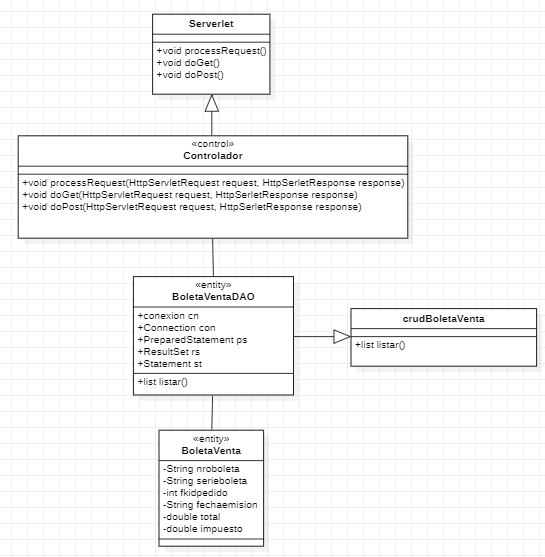 Serverlet
+void processRequest()
+void doGet()
+void doPost()
«control»
Controlador
+void processRequest(HttpServletRequest request, HttpSerletResponse response)
+void doGet(HttpServletRequest request, HttpSerletResponse response)
+void doPost(HttpServletRequest request, HttpSerletResponse response)
«entity»
BoletaVentaDAO
+conexion cn
+Connection con
+PreparedStatement ps
+ResultSet rs
+Statement st
+list listar()
crudBoletaVenta
+list listar()
«entity»
BoletaVenta
-String nroboleta
-String serieboleta
-int fkidpedido
-String fechaemision
-double total
-double impuesto